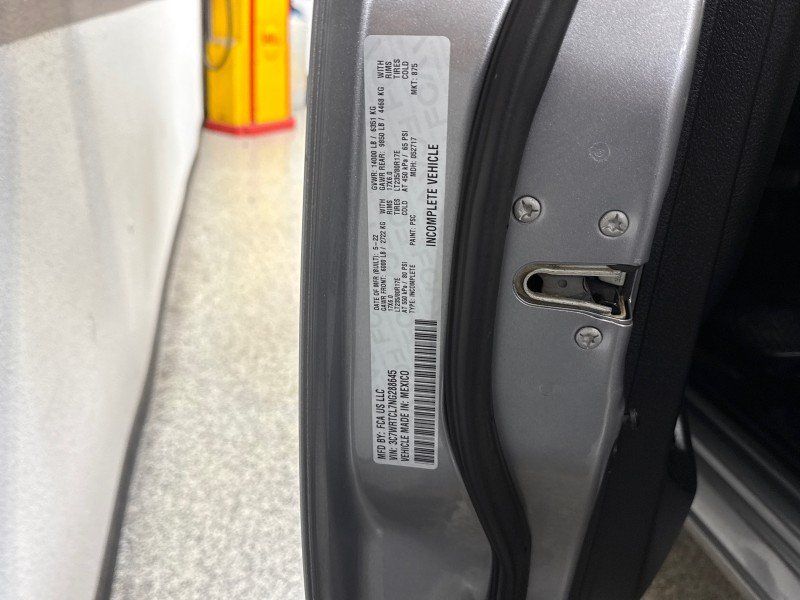 MFD BY: FCA US LLC
VIN: 3C7WRTCL7NG288645
VEHICLE MADE IN: MEXICO
DATE OF MFR (BUILT): 5-22
GVWR: 14000 LB / 6351 KG
GAWR FRONT: 6000 LB / 2722 KG WITH
GAWR REAR: 9850 LB / 4468 KG WITH
17X6.0 RIMS
17X6.0 RIMS
LT235/80R17E TIRES
LT235/80R17E TIRES
AT 550 kPa / 80 PSI COLD
AT 450 kPa / 65 PSI COLD
TYPE: INCOMPLETE PAINT: PSC MDH: 052717 MKT: 875
INCOMPLETE VEHICLE